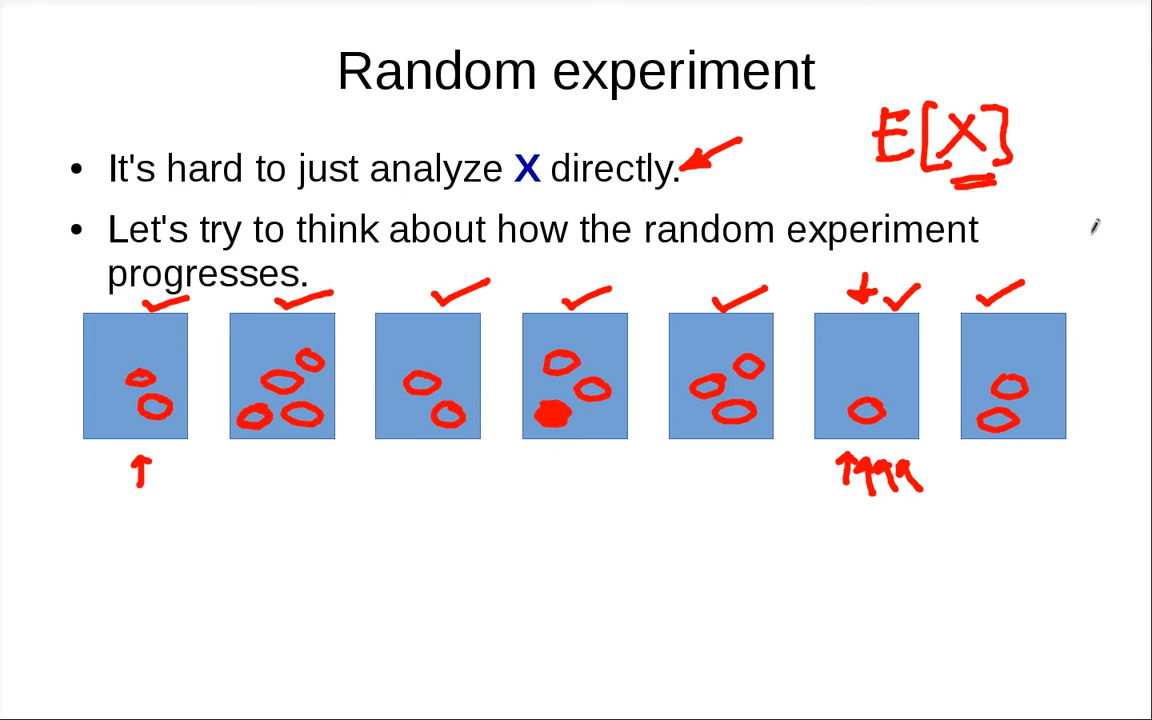 Random experiment
E[X]
• It's hard to just analyze X directly.
• Let's try to think about how the random experiment
progresses.